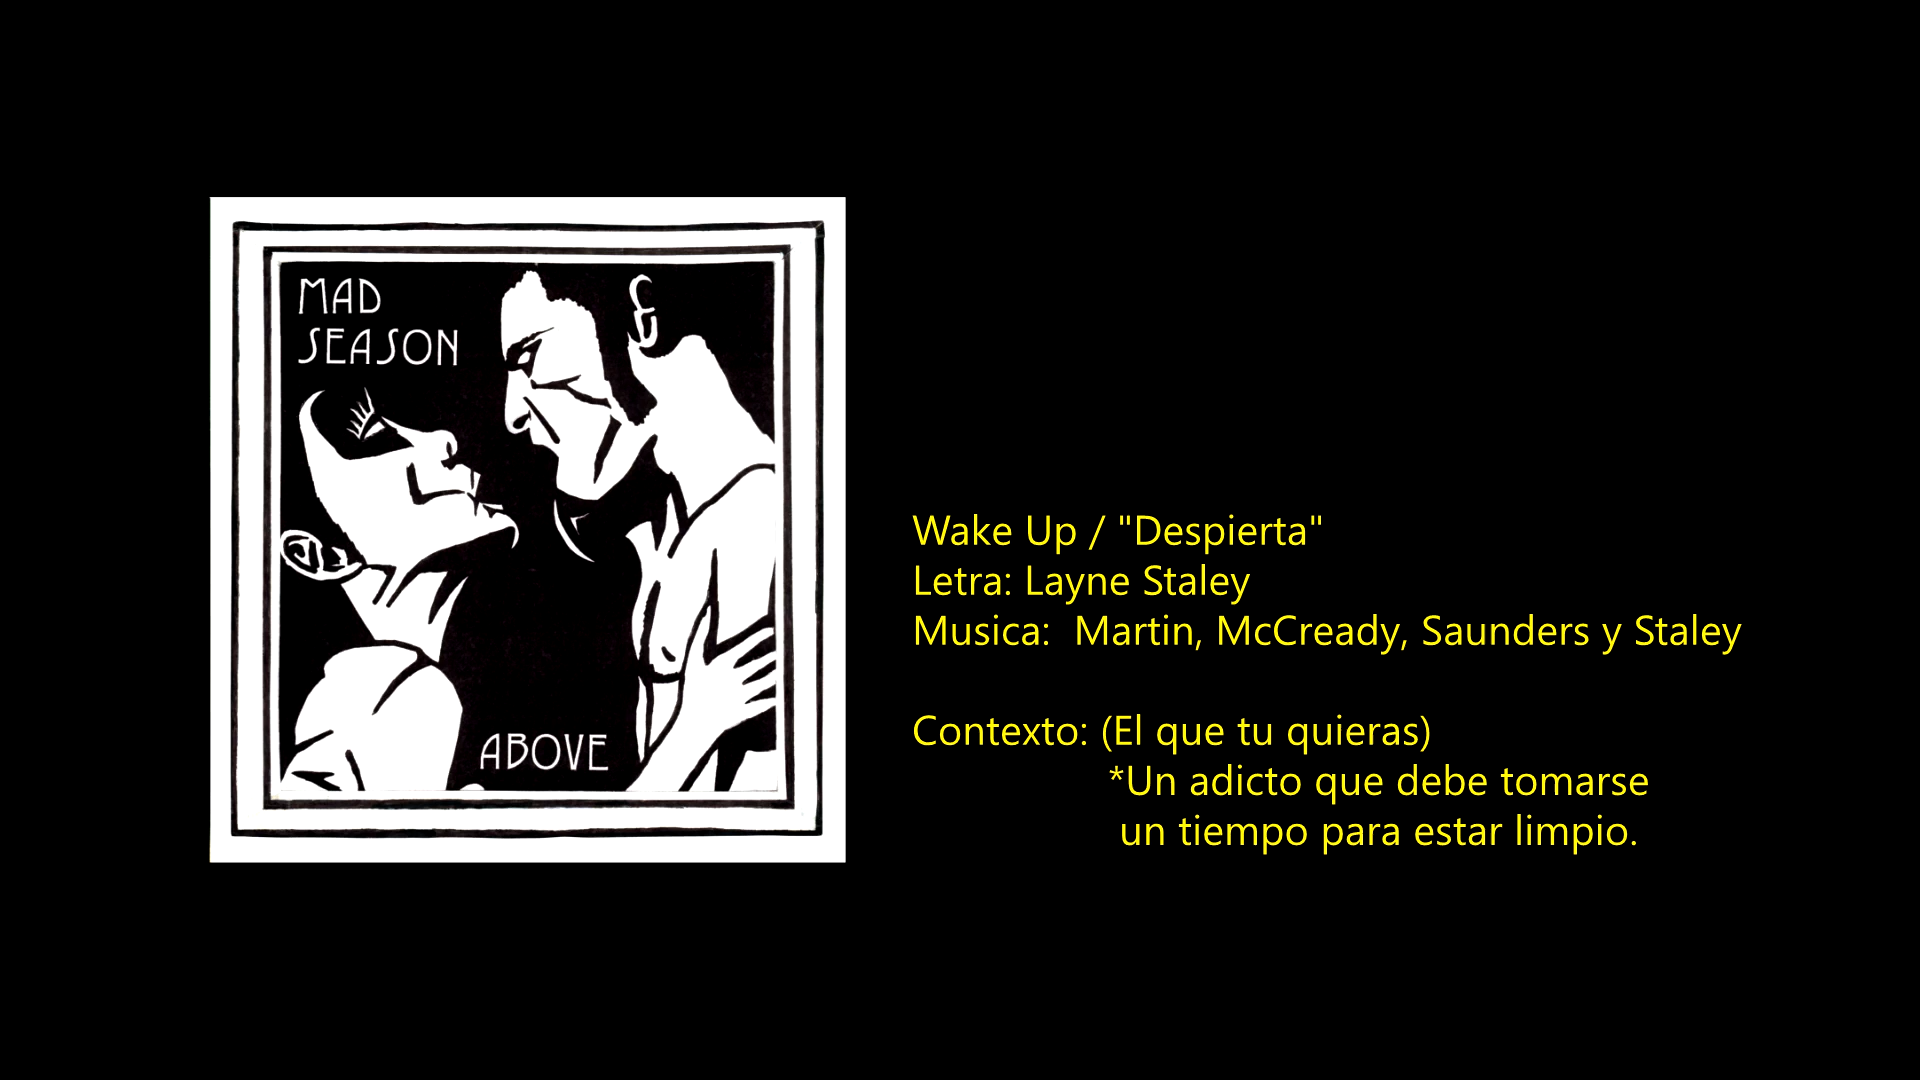 MAD
SEASON
ABOVE
Wake Up / "Despierta"
Letra: Layne Staley
Musica:  Martin, McCready, Saunders y Staley
Contexto: (El que tu quieras)
*Un adicto que debe tomarse
un tiempo para estar limpio.